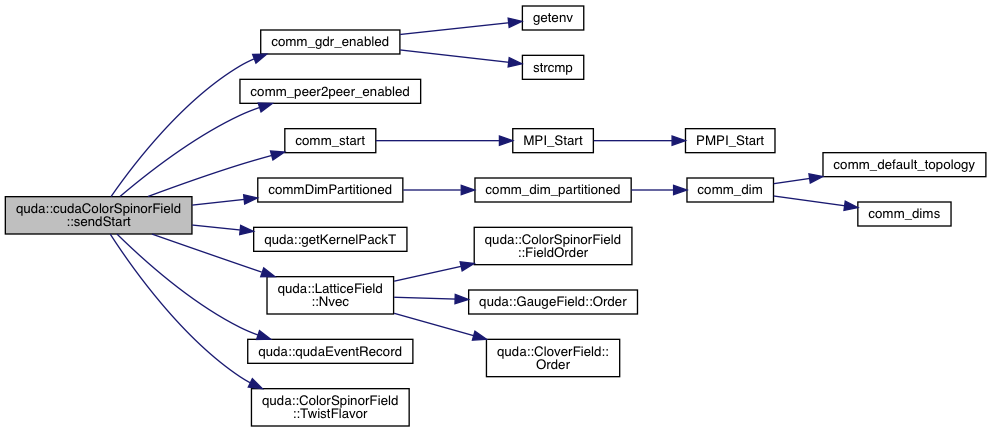 getenv
comm_gdr_enabled
strcmp
comm_peer2peer_enabled
comm_start
MPI_Start
PMPI_Start
comm_default_topology
commDimPartitioned
comm_dim_partitioned
comm_dim
quda::cudaColorSpinorField
::sendStart
comm_dims
quda::getKernelPackT
quda::ColorSpinorField
::FieldOrder
quda::LatticeField
::Nvec
quda::GaugeField::Order
quda::qudaEventRecord
quda::CloverField::
Order
quda::ColorSpinorField
::TwistFlavor